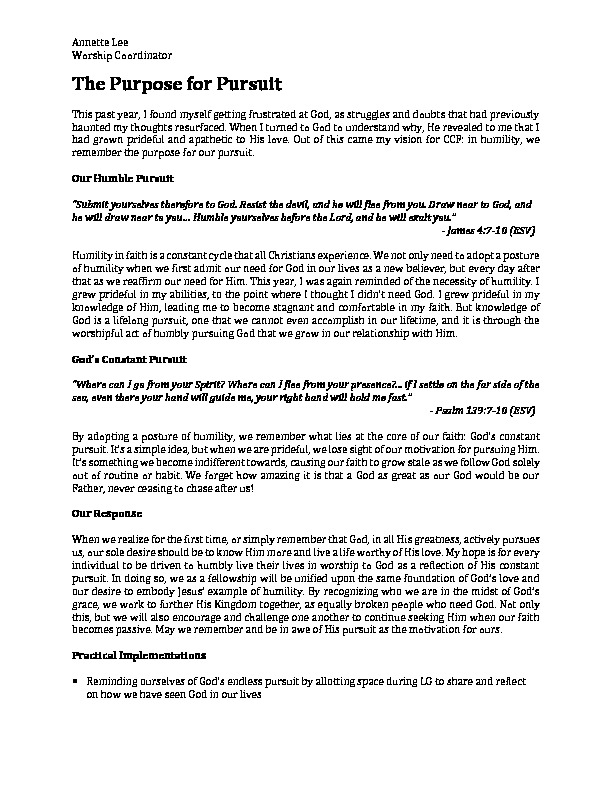 Annette Lee
Worship Coordinator
The Purpose for Pursuit
This past year, I found myself getting frustrated at God, as struggles and doubts that had previously
haunted my thoughts resurfaced. When I turned to God to understand why, He revealed to me that I
had grown prideful and apathetic to His love. Out of this came my vision for CCF: in humility, we
remember the purpose for our pursuit.
Our Humble Pursuit
"Submit yourselves therefore to God. Resist the devil, and he will flee from you. Draw near to God, and
he will draw near to you... Humble yourselves before the Lord, and he will exalt you."
- James 4:7-10 (ESV)
Humility in faith is a constant cycle that all Christians experience. We not only need to adopt a posture
of humility when we first admit our need for God in our lives as a new believer, but every day after
that as we reaffirm our need for Him. This year, I was again reminded of the necessity of humility. I
grew prideful in my abilities, to the point where I thought I didn't need God. I grew prideful in my
knowledge of Him, leading me to become stagnant and comfortable in my faith. But knowledge of
God is a lifelong pursuit, one that we cannot even accomplish in our lifetime, and it is through the
worshipful act of humbly pursuing God that we grow in our relationship with Him.
God's Constant Pursuit
"Where can I go from your Spirit? Where can I flee from your presence?... If I settle on the far side of the
sea, even there your hand will guide me, your right hand will hold me fast."
- Psalm 139:7-10 (ESV)
By adopting a posture of humility, we remember what lies at the core of our faith: God's constant
pursuit. It's a simple idea, but when we are prideful, we lose sight of our motivation for pursuing Him.
It's something we become indifferent towards, causing our faith to grow stale as we follow God solely
out of routine or habit. We forget how amazing it is that a God as great as our God would be our
Father, never ceasing to chase after us!
Our Response
When we realize for the first time, or simply remember that God, in all His greatness, actively pursues
us, our sole desire should be to know Him more and live a life worthy of His love. My hope is for every
individual to be driven to humbly live their lives in worship to God as a reflection of His constant
pursuit. In doing so, we as a fellowship will be unified upon the same foundation of God's love and
our desire to embody Jesus' example of humility. By recognizing who we are in the midst of God's
grace, we work to further His Kingdom together, as equally broken people who need God. Not only
this, but we will also encourage and challenge one another to continue seeking Him when our faith
becomes passive. May we remember and be in awe of His pursuit as the motivation for ours.
Practical Implementations
▪ Reminding ourselves of God's endless pursuit by allotting space during LG to share and reflect
on how we have seen God in our lives